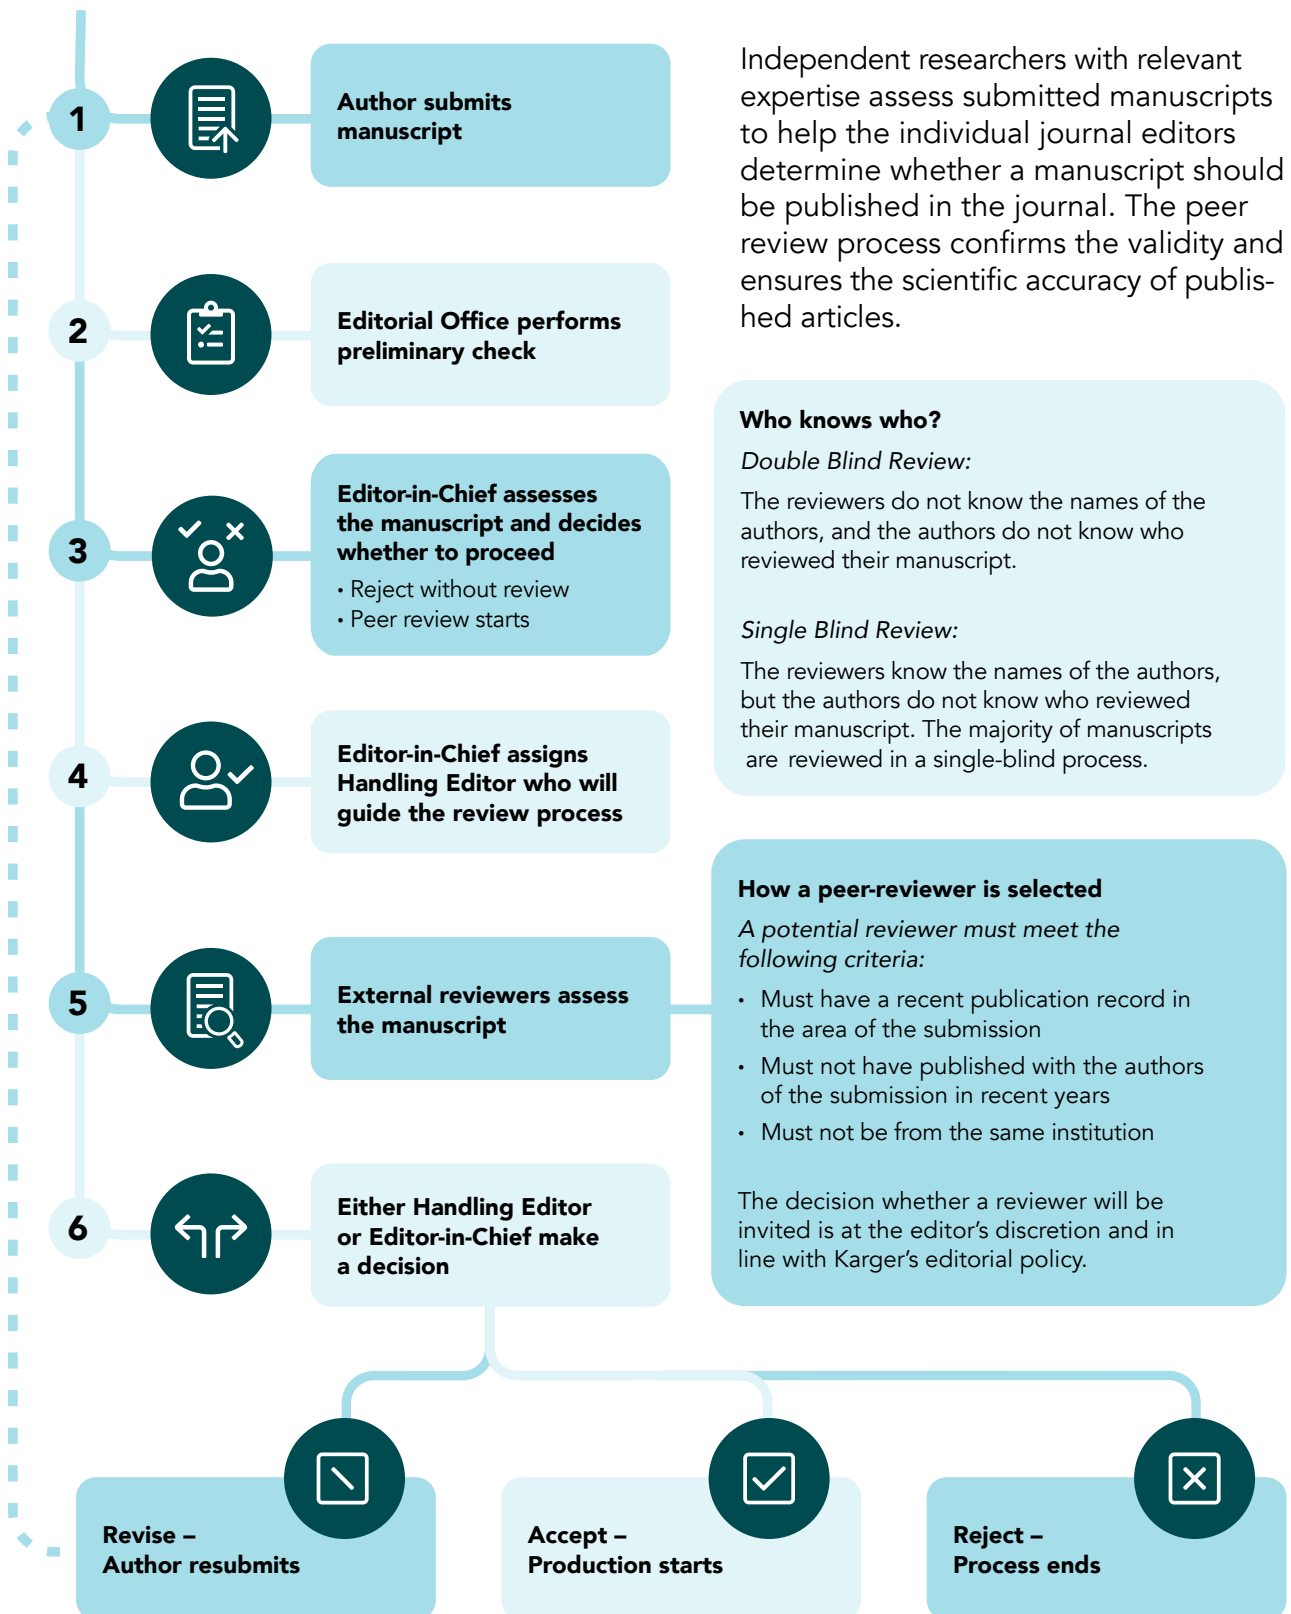 1
Author submits
manuscript
Independent researchers with relevant
expertise assess submitted manuscripts
to help the individual journal editors
determine whether a manuscript should
be published in the journal. The peer
review process confirms the validity and
ensures the scientific accuracy of publis-
hed articles.
2
Editorial Office performs
preliminary check
Who knows who?
Double Blind Review:
The reviewers do not know the names of the
authors, and the authors do not know who
reviewed their manuscript.
Single Blind Review:
The reviewers know the names of the authors,
but the authors do not know who reviewed
their manuscript. The majority of manuscripts
are reviewed in a single-blind process.
3
Editor-in-Chief assesses
the manuscript and decides
whether to proceed
· Reject without review
· Peer review starts
4
Editor-in-Chief assigns
Handling Editor who will
guide the review process
5
External reviewers assess
the manuscript
How a peer-reviewer is selected
A potential reviewer must meet the
following criteria:
· Must have a recent publication record in
the area of the submission
· Must not have published with the authors
of the submission in recent years
· Must not be from the same institution
The decision whether a reviewer will be
invited is at the editor’s discretion and in
line with Karger’s editorial policy.
6
Either Handling Editor
or Editor-in-Chief make
a decision
Revise –
Author resubmits
Accept –
Production starts
Reject –
Process ends